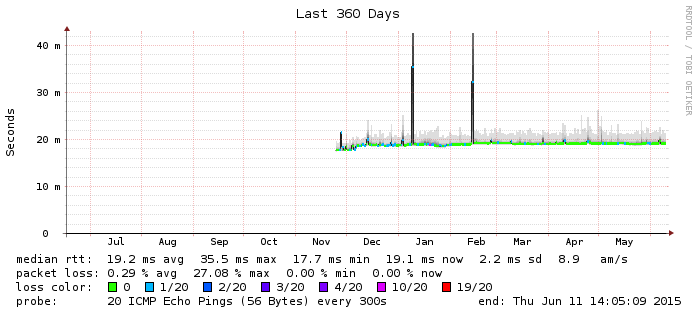 Last 360 Days
RRDTOOL / TOBI OETIKER
Seconds
40 m
30 m
20 m
10 m
0
Jul Aug Sep Oct Nov Dec Jan Feb Mar Apr May
median rtt: 19.2 ms avg 35.5 ms max 17.7 ms min 19.1 ms now 2.2 ms sd 8.9 am/s
packet loss: 0.29 % avg 27.08 % max 0.00 % min 0.00 % now
loss color: 0 1/20 2/20 3/20 4/20 10/20 19/20
probe: 20 ICMP Echo Pings (56 Bytes) every 300s end: Thu Jun 11 14:05:09 2015